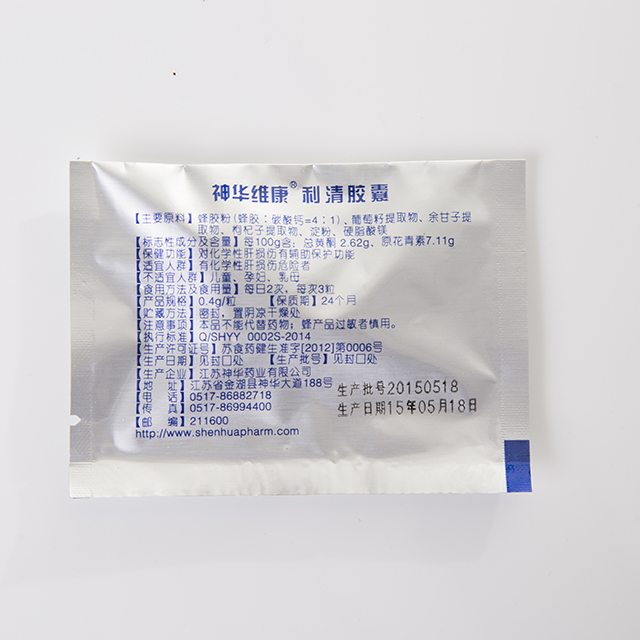 神华维康® 利清胶囊
【主要原料】蜂胶粉(蜂胶:碳酸钙=4:1)、葡萄籽提取物、余甘子提
取物、枸杞子提取物、淀粉、硬脂酸镁
【标志性成分及含量】每100g含:总黄酮 2.62g、原花青素7.11g
【保健功能】对化学性肝损伤有辅助保护功能
【适宜人群】有化学性肝损伤危险者
【不适宜人群】儿童、孕妇、乳母
【食用方法及食用量】每日2次,每次3粒
【产品规格】0.4g/粒 【保质期】24个月
【贮藏方法】密封,置阴凉干燥处
【注意事项】本品不能代替药物;蜂产品过敏者慎用。
【执行标准】Q/SHYY 0002S-2014
【生产许可证号】苏食药健生准字[2012]第0006号
【生产日期】见封口处 【生产批号】见封口处
【生产企业】江苏神华药业有限公司
【地 址】江苏省金湖县神华大道188号
【电 话】0517-86882718
【传 真】0517-86994400
【邮 编】211600
http://www.shenhuapharm.com
生产批号20150518
生产日期15年05月18日